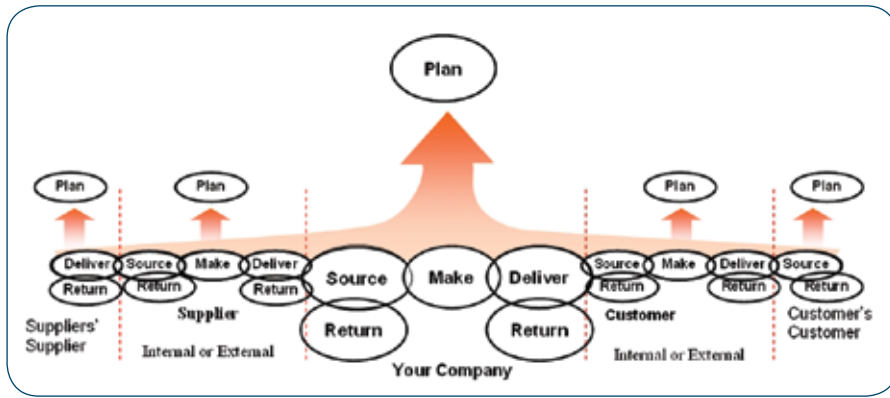 Plan
Plan Plan Plan Plan
Deliver Source Make Deliver Source Make Deliver Source Make Deliver Source
Return Return Return Return Return Return Return Return
Suppliers' Supplier
Supplier
Internal or External
Your Company
Customer
Internal or External
Customer's Customer